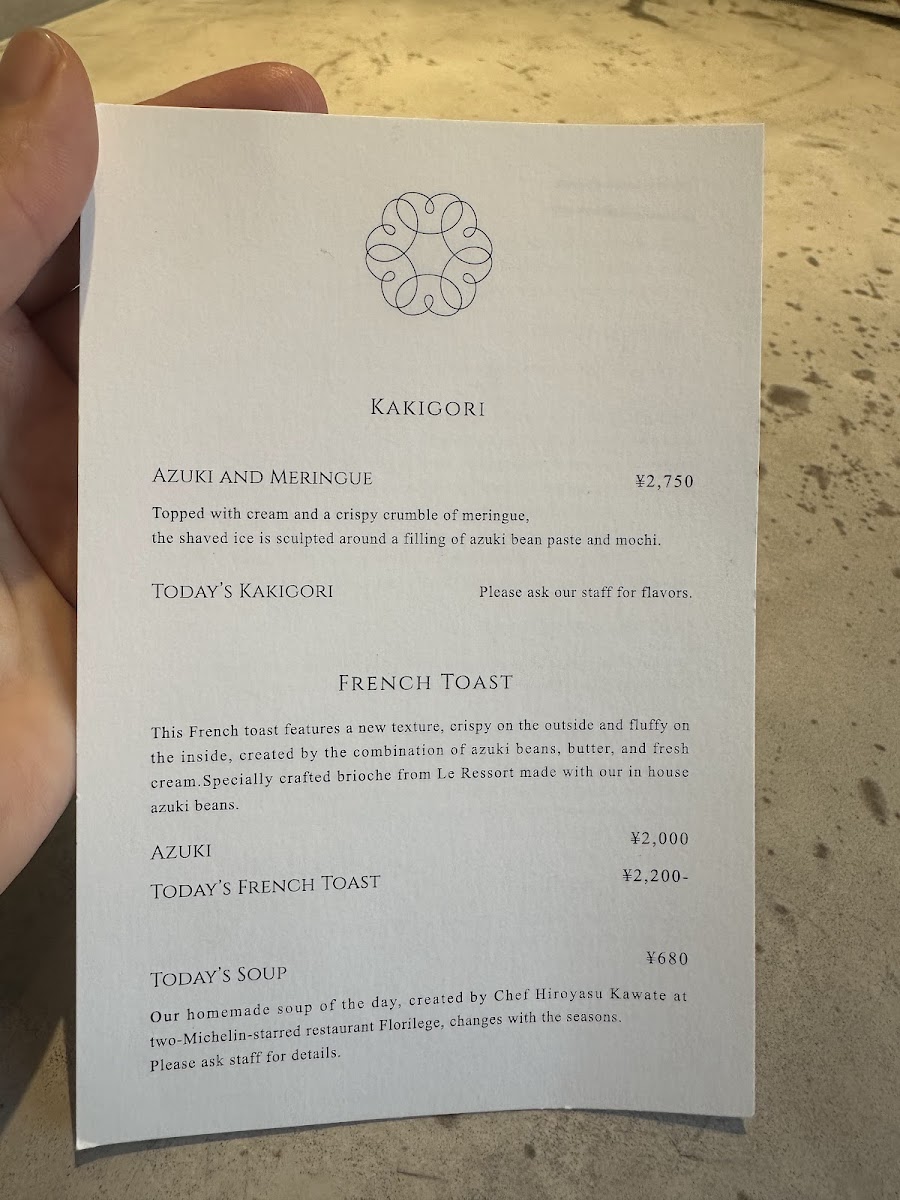 KAKIGORI
AZUKI AND MERINGUE ¥2,750
Topped with cream and a crispy crumble of meringue,
the shaved ice is sculpted around a filling of azuki bean paste and mochi.
TODAY'S KAKIGORI Please ask our staff for flavors.
FRENCH TOAST
This French toast features a new texture, crispy on the outside and fluffy on
the inside, created by the combination of azuki beans, butter, and fresh
cream.Specially crafted brioche from Le Ressort made with our in house
azuki beans.
AZUKI ¥2,000
TODAY'S FRENCH TOAST ¥2,200-
TODAY'S SOUP ¥680
Our homemade soup of the day, created by Chef Hiroyasu Kawate at
two-Michelin-starred restaurant Florilege, changes with the seasons.
Please ask staff for details.